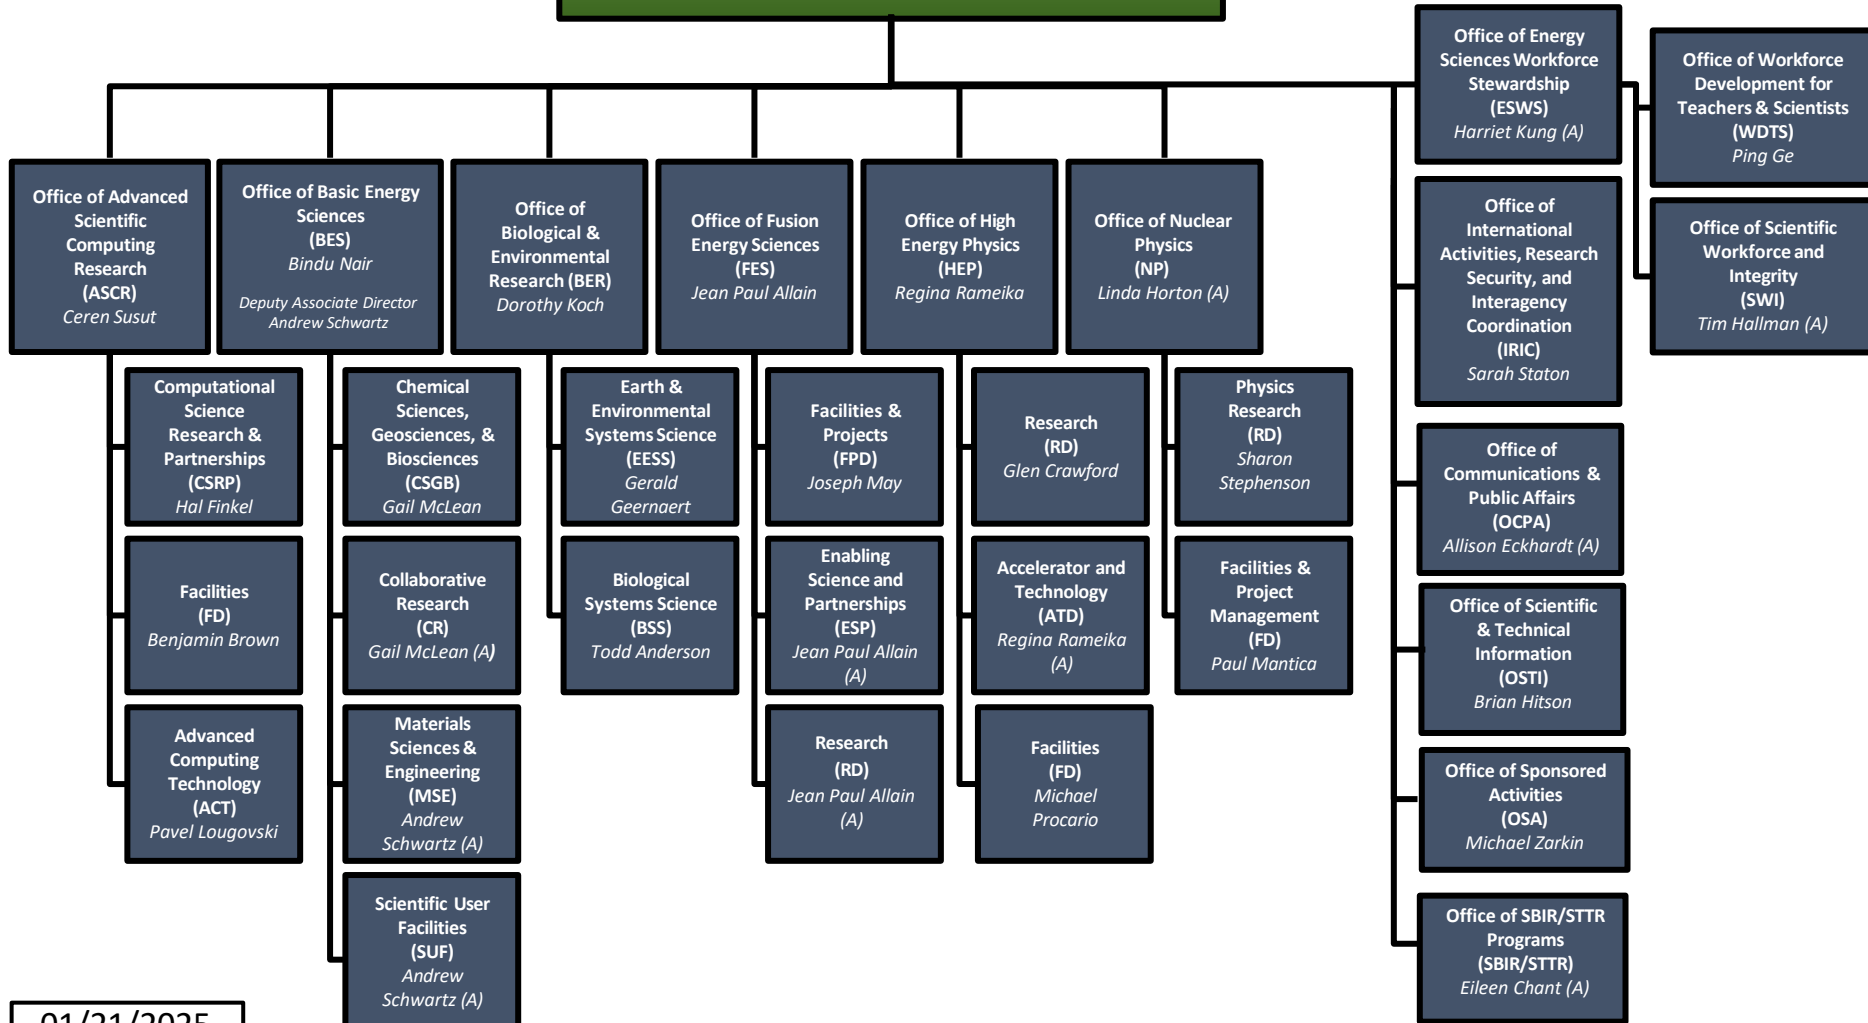 Office of Advanced
Scientific
Computing
Research
(ASCR)
Ceren Susut
Computational
Science
Research &
Partnerships
(CSRP)
Hal Finkel
Facilities
(FD)
Benjamin Brown
Advanced
Computing
Technology
(ACT)
Pavel Lougovski
Office of Basic Energy
Sciences
(BES)
Bindu Nair
Deputy Associate Director
Andrew Schwartz
Chemical
Sciences,
Geosciences, &
Biosciences
(CSGB)
Gail McLean
Collaborative
Research
(CR)
Gail McLean (A)
Materials
Sciences &
Engineering
(MSE)
Andrew
Schwartz (A)
Scientific User
Facilities
(SUF)
Andrew
Schwartz (A)
Office of
Biological &
Environmental
Research (BER)
Dorothy Koch
Earth &
Environmental
Systems Science
(EESS)
Gerald
Geernaert
Biological
Systems Science
(BSS)
Todd Anderson
Office of Fusion
Energy Sciences
(FES)
Jean Paul Allain
Facilities &
Projects
(FPD)
Joseph May
Enabling
Science and
Partnerships
(ESP)
Jean Paul Allain
(A)
Research
(RD)
Jean Paul Allain
(A)
Office of High
Energy Physics
(HEP)
Regina Rameika
Research
(RD)
Glen Crawford
Accelerator and
Technology
(ATD)
Regina Rameika
(A)
Facilities
(FD)
Michael
Procario
Office of Nuclear
Physics
(NP)
Linda Horton (A)
Physics
Research
(RD)
Sharon
Stephenson
Facilities &
Project
Management
(FD)
Paul Mantica
Office of Energy
Sciences Workforce
Stewardship
(ESWS)
Harriet Kung (A)
Office of Workforce
Development for
Teachers & Scientists
(WDTS)
Ping Ge
Office of Scientific
Workforce and
Integrity
(SWI)
Tim Hallman (A)
Office of
International
Activities, Research
Security, and
Interagency
Coordination
(IRIC)
Sarah Staton
Office of
Communications &
Public Affairs
(OCPA)
Allison Eckhardt (A)
Office of Scientific
& Technical
Information
(OSTI)
Brian Hitson
Office of Sponsored
Activities
(OSA)
Michael Zarkin
Office of SBIR/STTR
Programs
(SBIR/STTR)
Eileen Chant (A)
01/21/2025